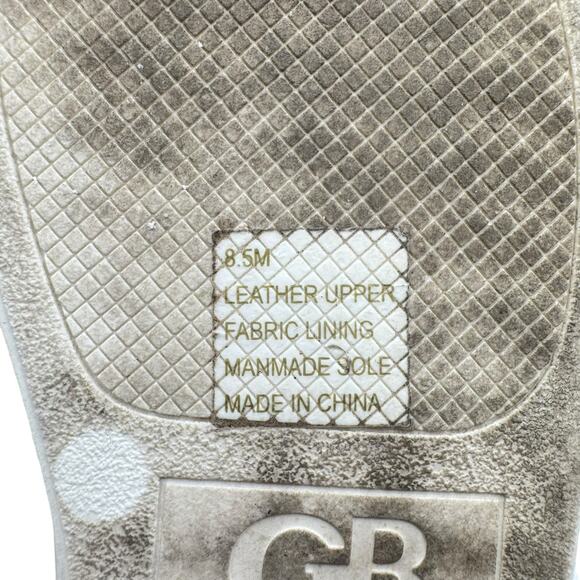 8.5M
LEATHER UPPER
FABRIC LINING
MANMADE SOLE
MADE IN CHINA
GB